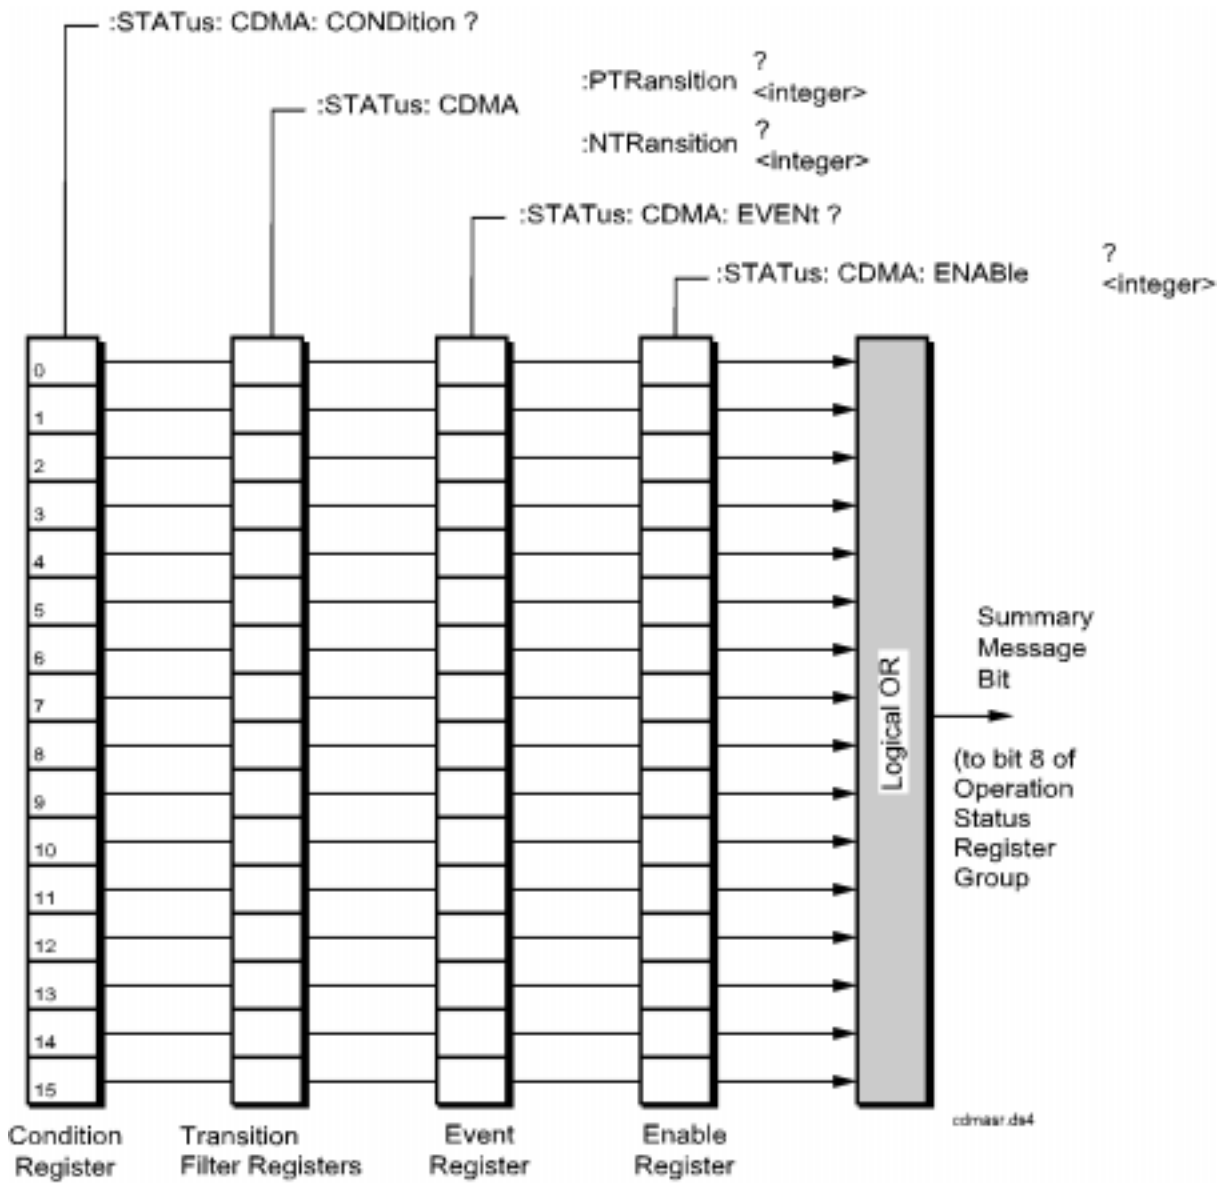 :STATus: CDMA: CONDition ?
:STATus: CDMA
:PTRansition
?
<integer>
:NTRansition
?
<integer>
:STATus: CDMA: EVENt ?
:STATus: CDMA: ENABle
?
<integer>
0
1
2
3
4
5
6
7
8
9
10
11
12
13
14
15
Logical OR
Summary
Message
Bit
(to bit 8 of
Operation
Status
Register
Group
cdmasr.ds4
Condition
Register
Transition
Filter Registers
Event
Register
Enable
Register